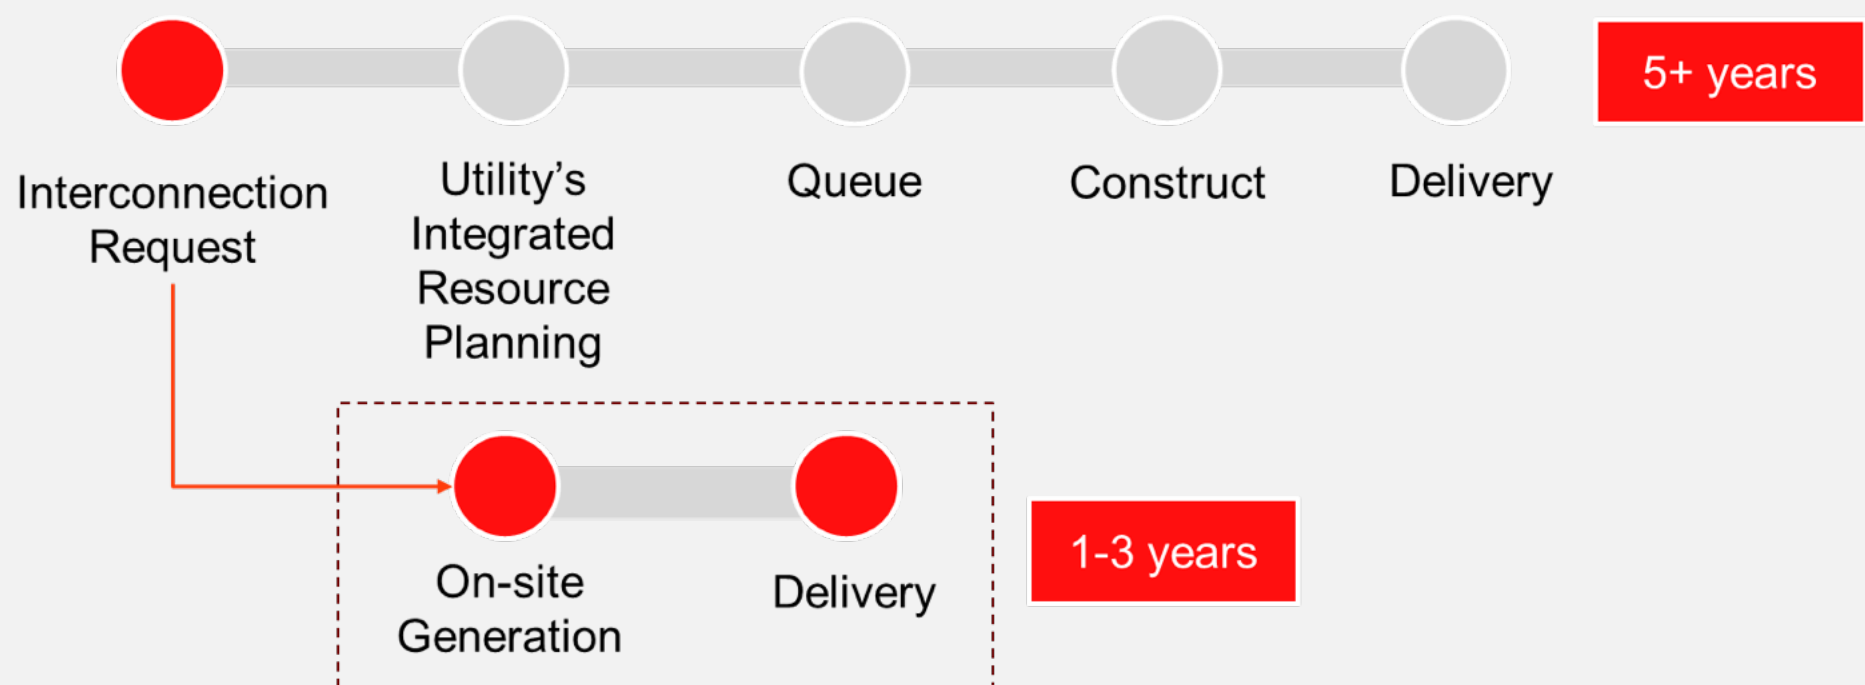 5+ years
Interconnection
Request
Utility’s
Integrated
Resource
Planning
Queue
Construct
Delivery
On-site
Generation
Delivery
1-3 years